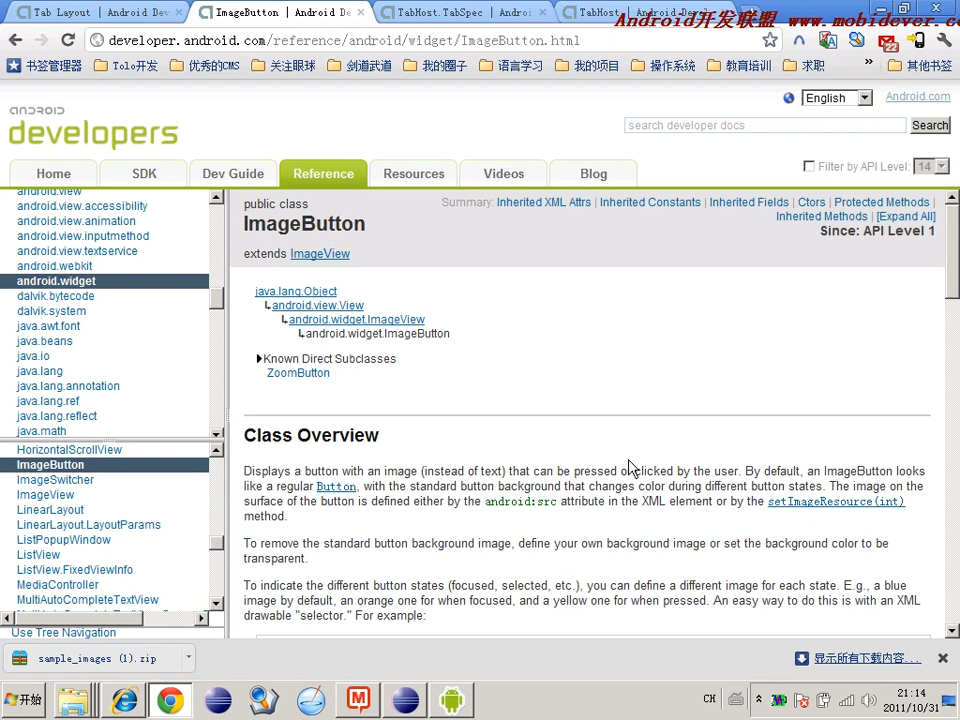 Tab Layout | Android Dev
ImageButton | Android De
TabHost.TabSpec | Androi
TabHost
Android开发联盟 www.mobidever.co
developer.android.com/reference/android/widget/ImageButton.html
22
书签管理器 Tolo开发 优秀的CMS 关注眼球 剑道武道 我的圈子 语言学习 我的项目 操作系统 教育培训 求职 » 其他书签
English Android.com
android
developers
search developer docs Search
Home SDK Dev Guide Reference Resources Videos Blog
Filter by API Level: 14
android.view
android.view.accessibility
android.view.animation
android.view.inputmethod
android.view.textservice
android.webkit
android.widget
dalvik.bytecode
dalvik.system
java.awt.font
java.beans
java.io
java.lang
java.lang.annotation
java.lang.ref
java.lang.reflect
java.math
HorizontalScrollView
ImageButton
ImageSwitcher
ImageView
LinearLayout
LinearLayout.LayoutParams
ListPopupWindow
ListView
ListView.FixedViewInfo
MediaController
MultiAutoCompleteTextView
Use Tree Navigation
public class
ImageButton
extends ImageView
Summary: Inherited XML Attrs | Inherited Constants | Inherited Fields | Ctors | Protected Methods |
Inherited Methods | [Expand All]
Since: API Level 1
java.lang.Object
↳android.view.View
↳android.widget.ImageView
↳android.widget.ImageButton
Known Direct Subclasses
ZoomButton
Class Overview
Displays a button with an image (instead of text) that can be pressed or clicked by the user. By default, an ImageButton looks
like a regular Button, with the standard button background that changes color during different button states. The image on the
surface of the button is defined either by the android:src attribute in the XML element or by the setImageResource(int)
method.
To remove the standard button background image, define your own background image or set the background color to be
transparent.
To indicate the different button states (focused, selected, etc.), you can define a different image for each state. E.g., a blue
image by default, an orange one for when focused, and a yellow one for when pressed. An easy way to do this is with an XML
drawable "selector." For example:
sample_images (1).zip
显示所有下载内容...
开始
CH
21:14
2011/10/31